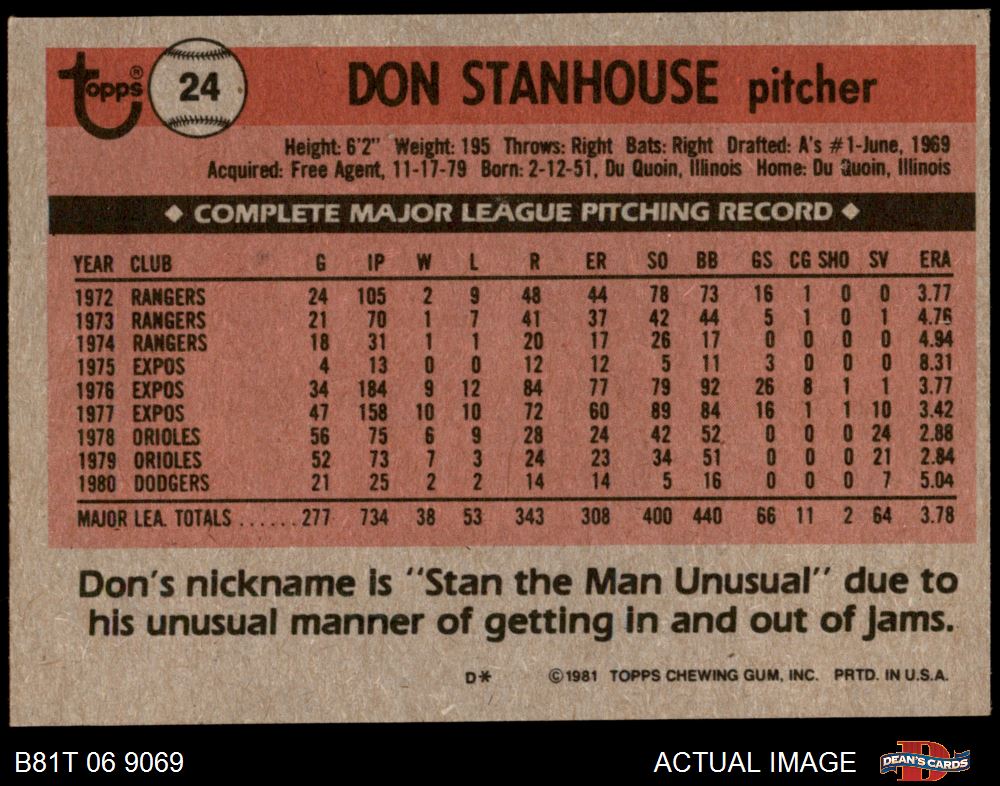 Topps® 24 DON STANHOUSE pitcher
Height: 6'2" Weight: 195 Throws: Right Bats: Right Drafted: A's #1-June, 1969
Acquired: Free Agent, 11-17-79 Born: 2-12-51, Du Quoin, Illinois Home: Du Quoin, Illinois
◆ COMPLETE MAJOR LEAGUE PITCHING RECORD ◆
YEAR CLUB G IP W L R ER SO BB GS CG SHO SV ERA
1972 RANGERS 24 105 2 9 48 44 78 73 16 1 0 0 3.77
1973 RANGERS 21 70 1 7 41 37 42 44 5 1 0 1 4.76
1974 RANGERS 18 31 1 1 20 17 26 17 0 0 0 0 4.94
1975 EXPOS 4 13 0 0 12 12 5 11 3 0 0 0 8.31
1976 EXPOS 34 184 9 12 84 77 79 92 26 8 1 1 3.77
1977 EXPOS 47 158 10 10 72 60 89 84 16 1 1 10 3.42
1978 ORIOLES 56 75 6 9 28 24 42 52 0 0 0 24 2.88
1979 ORIOLES 52 73 7 3 24 23 34 51 0 0 0 21 2.84
1980 DODGERS 21 25 2 2 14 14 5 16 0 0 0 7 5.04
MAJOR LEA. TOTALS ...... 277 734 38 53 343 308 400 440 66 11 2 64 3.78
Don's nickname is "Stan the Man Unusual" due to
his unusual manner of getting in and out of jams.
D* ©1981 TOPPS CHEWING GUM, INC. PRTD. IN U.S.A.
B81T 06 9069 ACTUAL IMAGE D DEAN'S CARDS